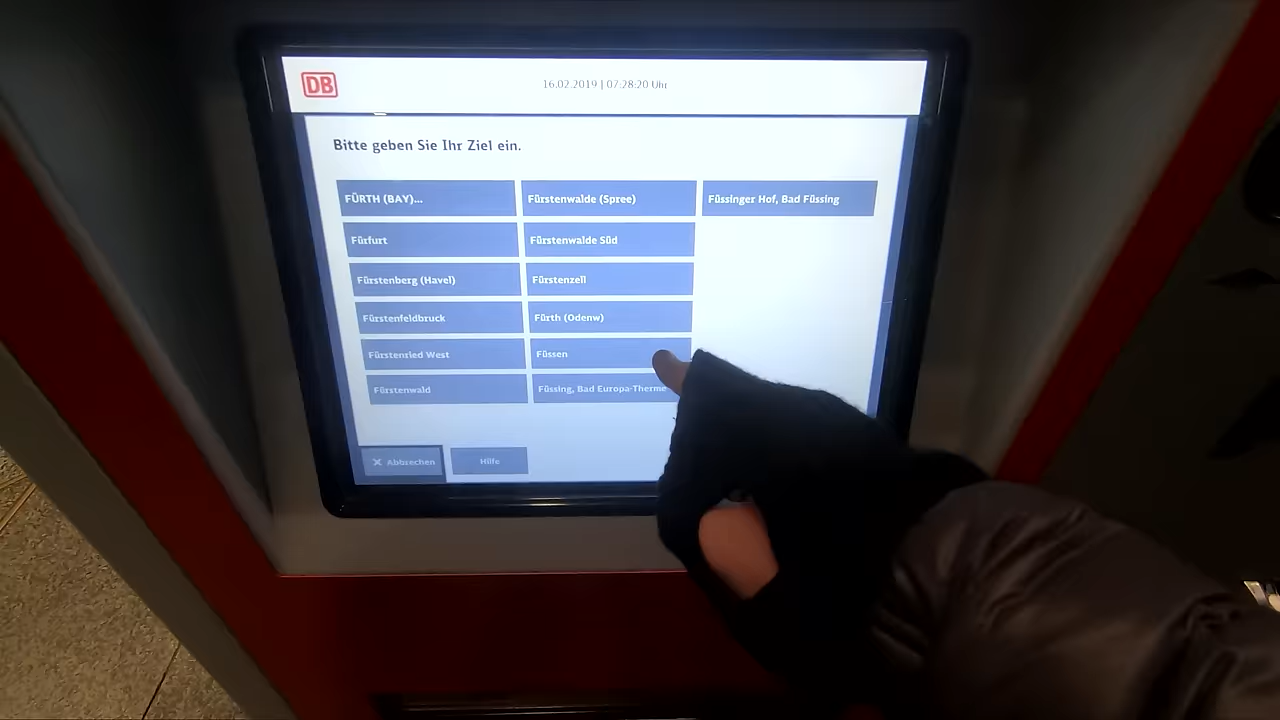 DB
16.02.2019 | 07:28:20 Uhr
Bitte geben Sie Ihr Ziel ein.
FÜRTH (BAY)...
Fürstenwalde (Spree)
Füssinger Hof, Bad Füssing
Fürfurt
Fürstenwalde Süd
Fürstenberg (Havel)
Fürstenzell
Fürstenfeldbruck
Fürth (Odenw)
Fürstenried West
Füssen
Fürstenwald
Füssing, Bad Europa-Therme
Abbrechen
Hilfe